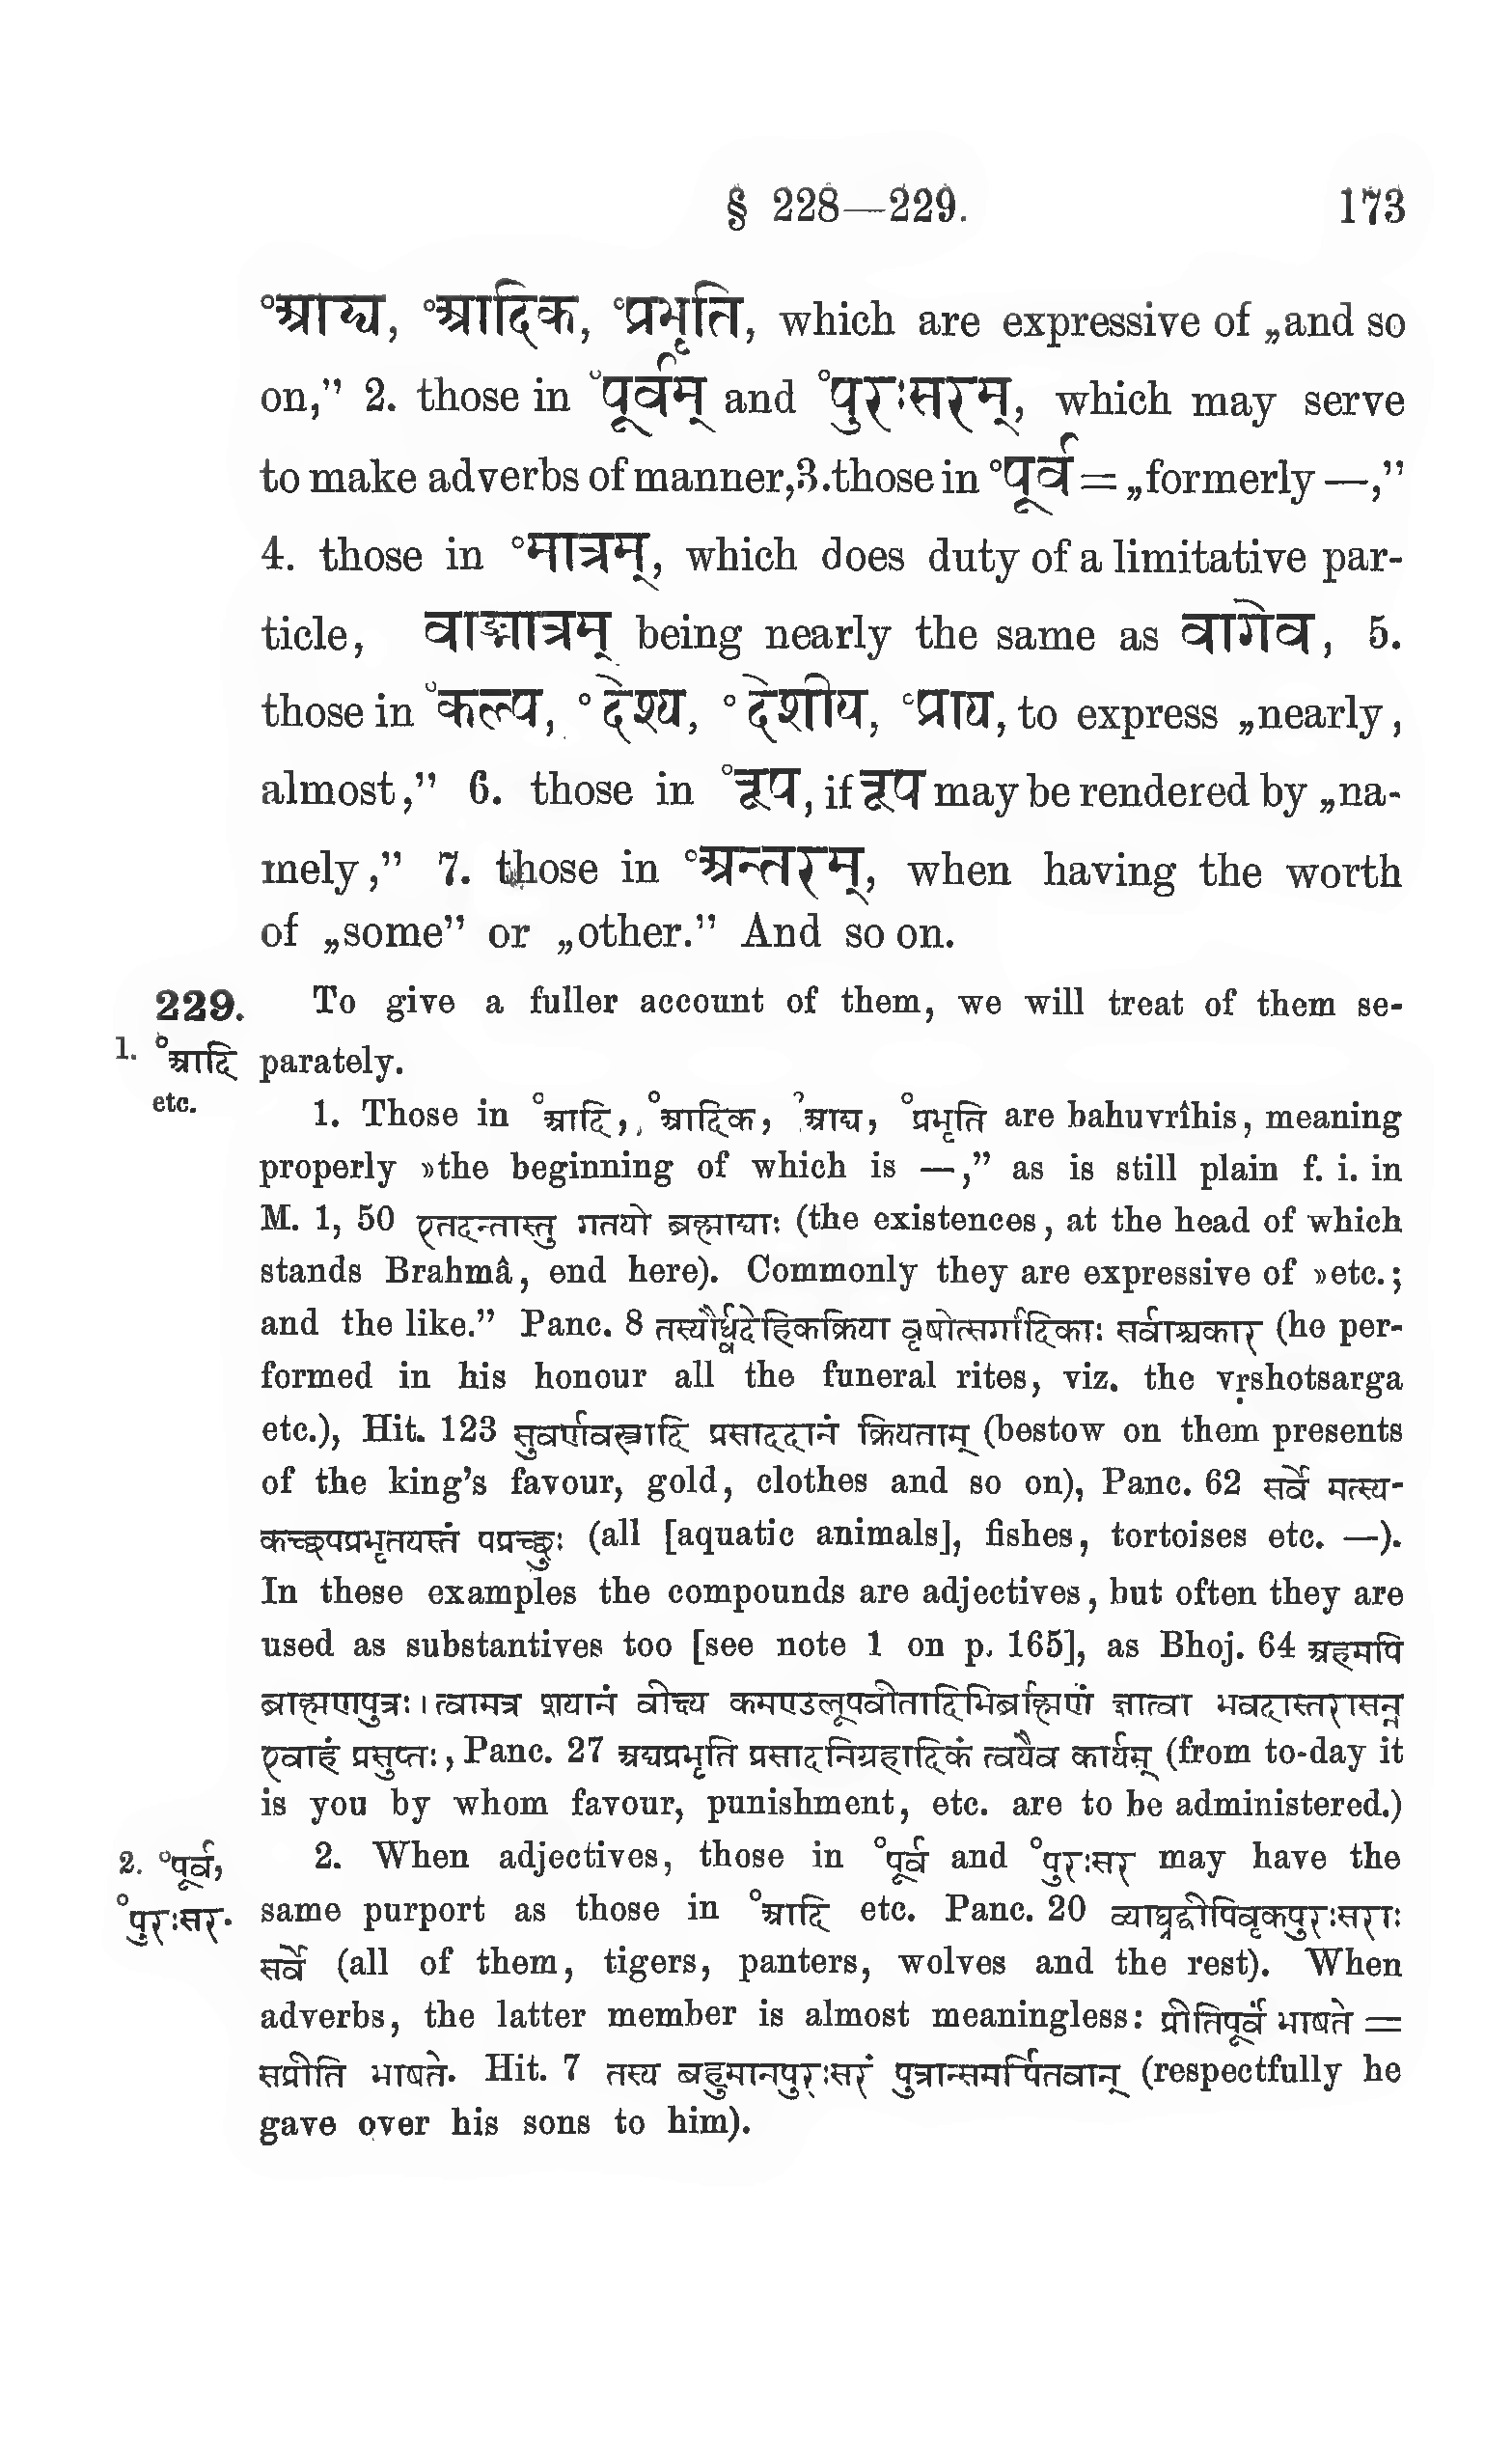 § 228—229. 173
°आद्य, °आदिक, °प्रभृति, which are expressive of „and so
on,” 2. those in °पूर्वम् and °पुरःसरम्, which may serve
to make adverbs of manner,3.those in °पूर्व = „formerly —,”
4. those in °मात्रम्, which does duty of a limitative par-
ticle, वाङ्मात्रम् being nearly the same as वागेव, 5.
those in °कल्प, °देश्य, °देशीय, °प्राय, to express „nearly,
almost,” 6. those in °रूप, if रूप may be rendered by „na-
mely,” 7. those in °अन्तरम्, when having the worth
of „some” or „other.” And so on.
229. To give a fuller account of them, we will treat of them se-
1. °आदि parately.
etc. 1. Those in °आदि, °आदिक, °आद्य, °प्रभृति are bahuvrîhis, meaning
properly »the beginning of which is —,” as is still plain f. i. in
M. 1, 50 एतदन्तास्तु गतयो ब्रह्माद्याः (the existences, at the head of which
stands Brahmâ, end here). Commonly they are expressive of »etc.;
and the like.” Panc. 8 तस्यौर्ध्वदेहिकक्रिया वृषोत्सर्गादिकाः सर्वाश्चकार (he per-
formed in his honour all the funeral rites, viz. the vṛshotsarga
etc.), Hit. 123 सुवर्णवस्त्रादि प्रसाददानं क्रियताम् (bestow on them presents
of the king’s favour, gold, clothes and so on), Panc. 62 सर्वे मत्स्य-
कच्छपप्रभृतयस्तं पप्रच्छुः (all [aquatic animals], fishes, tortoises etc. —).
In these examples the compounds are adjectives, but often they are
used as substantives too [see note 1 on p. 165], as Bhoj. 64 अहमपि
ब्राह्मणपुत्रः । त्वामत्र शयानं वीक्ष्य कमण्डलूपवीतादिभिर्ब्राह्मणं ज्ञात्वा भवदास्तरासन्न
एवाहं प्रसुप्तः, Panc. 27 अद्यप्रभृति प्रसादनिग्रहादिकं त्वयैव कार्यम् (from to-day it
is you by whom favour, punishment, etc. are to be administered.)
2. °पूर्व, 2. When adjectives, those in °पूर्व and °पुरःसर may have the
°पुरःसर. same purport as those in °आदि etc. Panc. 20 व्याघ्रद्वीपिवृकपुरःसराः
सर्वे (all of them, tigers, panters, wolves and the rest). When
adverbs, the latter member is almost meaningless: प्रीतिपूर्वं भाषते =
सप्रीति भाषते. Hit. 7 तस्य बहुमानपुरःसरं पुत्रान्समर्पितवान् (respectfully he
gave over his sons to him).